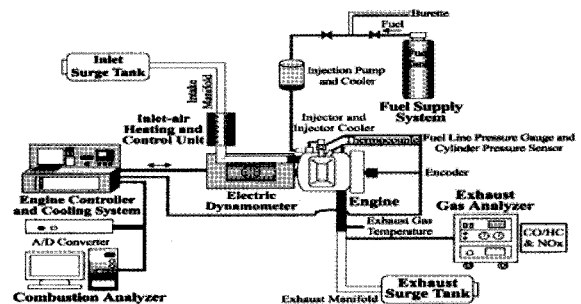 Burette
Fuel
Inlet
Surge Tank
Intake
Manifold
Injection Pump
and Cooler
Fuel Supply
System
Inlet-air
Heating and
Control Unit
Injector and
Injector Cooler
Fuel Line Pressure Gauge and
Cylinder Pressure Sensor
Encoder
Engine Controller
and Cooling System
Electric
Dynamometer
Engine
Exhaust
Gas Analyzer
Exhaust Gas
Temperature
CO/HC
& NOx
A/D Converter
Combustion Analyzer
Exhaust Manifold
Exhaust
Surge Tank